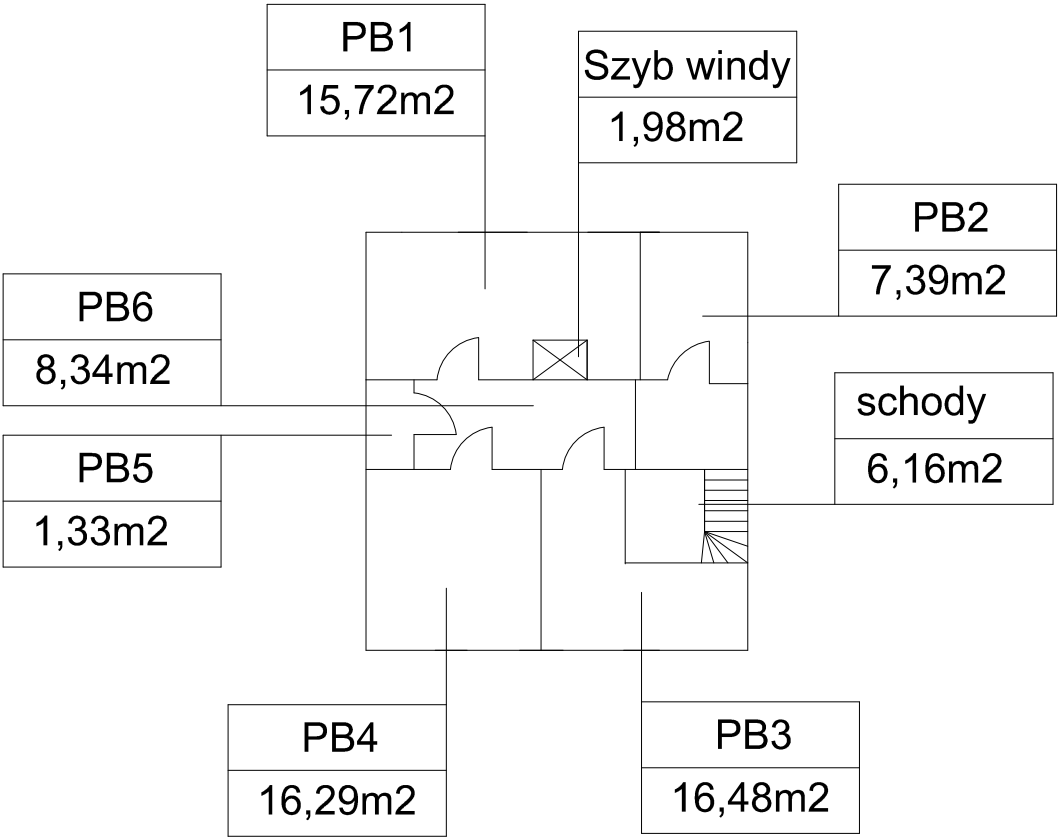 PB1
15,72m2
Szyb windy
1,98m2
PB2
7,39m2
PB6
8,34m2
schody
6,16m2
PB5
1,33m2
PB4
16,29m2
PB3
16,48m2